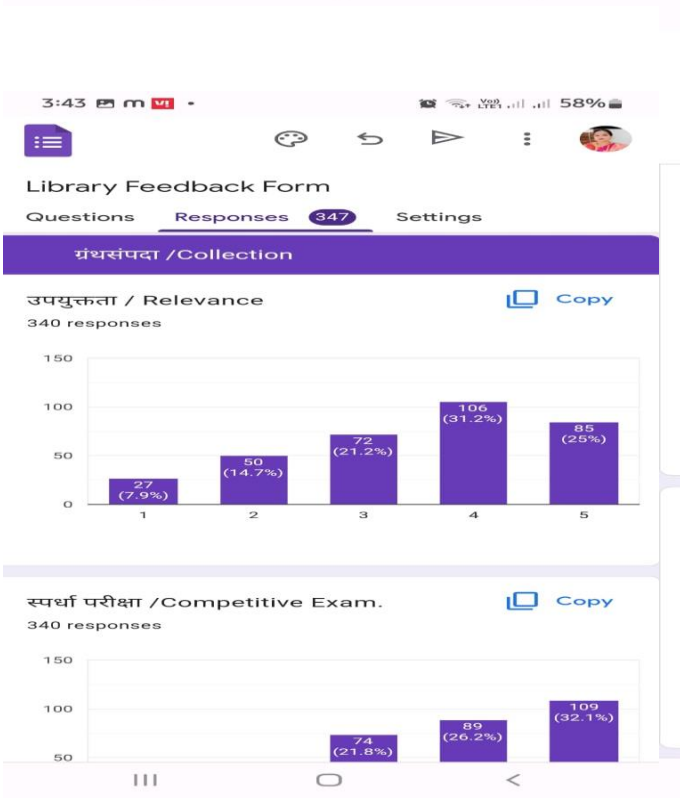 3:43 m VI • Vo)) LTE1 58%
Library Feedback Form
Questions Responses 347 Settings
ग्रंथसंपदा /Collection
उपयुक्तता / Relevance Copy
340 responses
150
100
50
0
27
(7.9%)
50
(14.7%)
72
(21.2%)
106
(31.2%)
85
(25%)
1 2 3 4 5
स्पर्धा परीक्षा /Competitive Exam. Copy
340 responses
150
100
50
74
(21.8%)
89
(26.2%)
109
(32.1%)